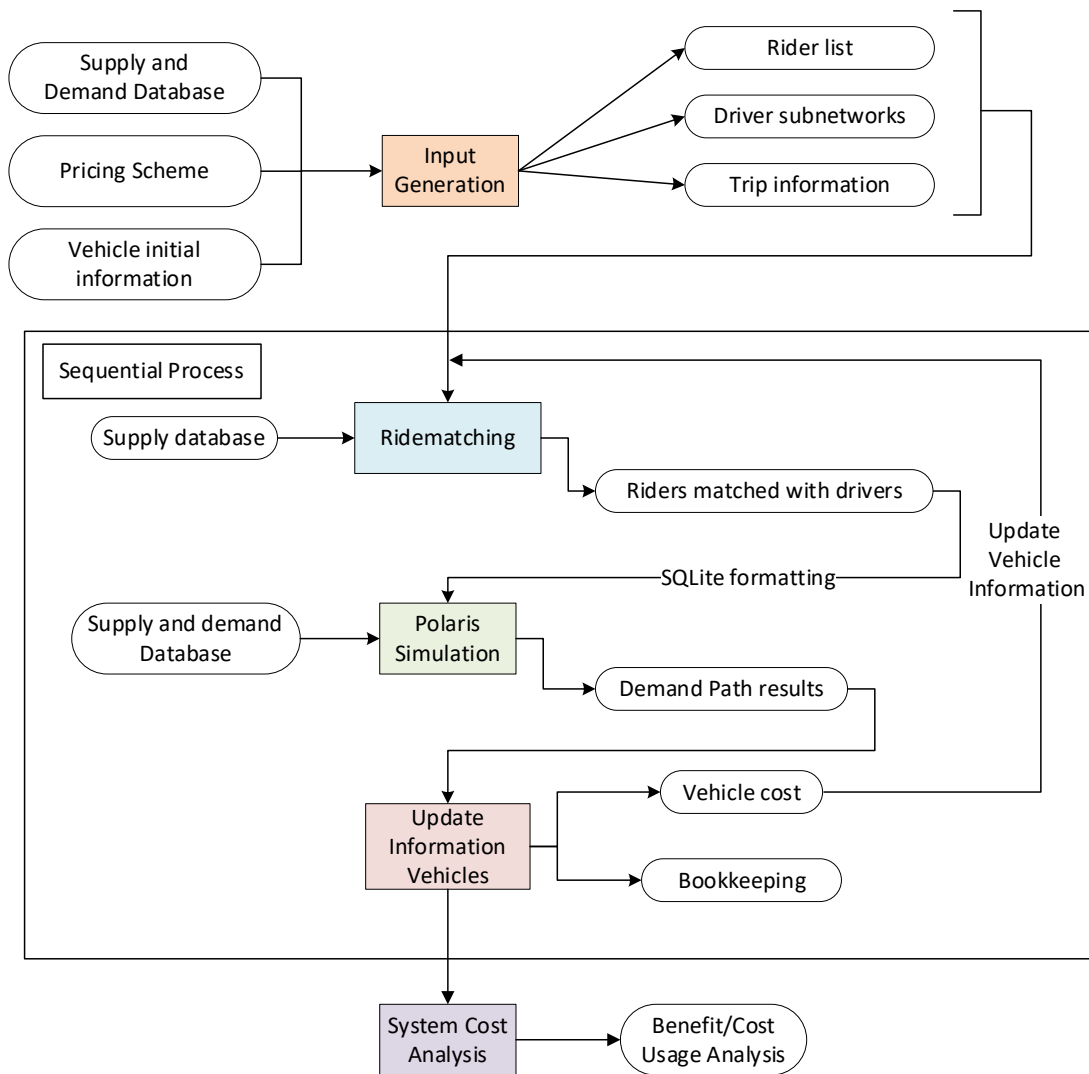 Supply and
Demand Database
Pricing Scheme
Vehicle initial
information
Input
Generation
Rider list
Driver subnetworks
Trip information
Sequential Process
Supply database
Ridematching
Riders matched with drivers
Update
Vehicle
Information
SQLite formatting
Supply and demand
Database
Polaris
Simulation
Demand Path results
Update
Information
Vehicles
Vehicle cost
Bookkeeping
System Cost
Analysis
Benefit/Cost
Usage Analysis